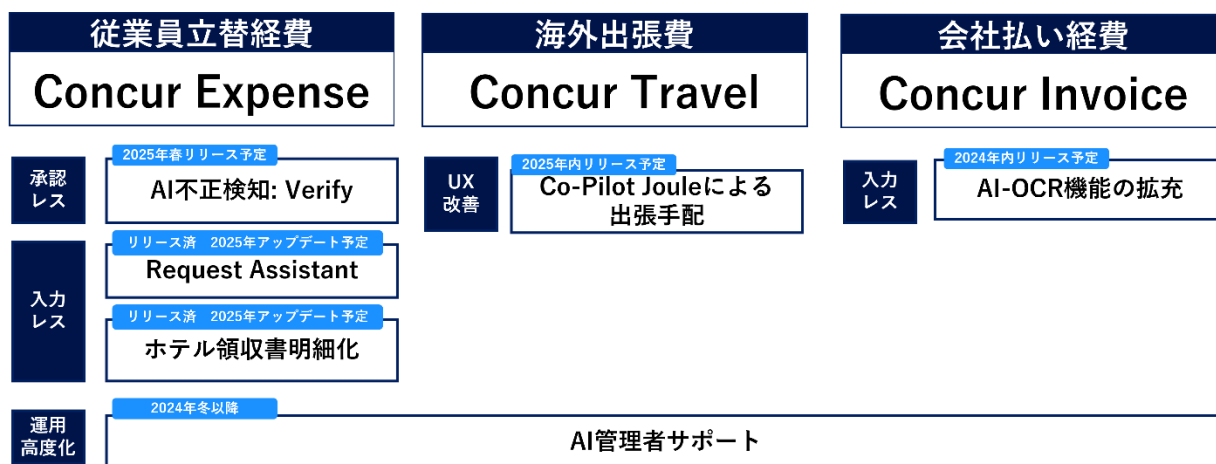 従業員立替経費
Concur Expense
海外出張費
Concur Travel
会社払い経費
Concur Invoice
承認
レス
2025年春リリース予定
AI不正検知: Verify
UX
改善
2025年内リリース予定
Co-Pilot Jouleによる
出張手配
入力
レス
2024年内リリース予定
AI-OCR機能の拡充
入力
レス
リリース済　2025年アップデート予定
Request Assistant
リリース済　2025年アップデート予定
ホテル領収書明細化
運用
高度化
2024年冬以降
AI管理者サポート